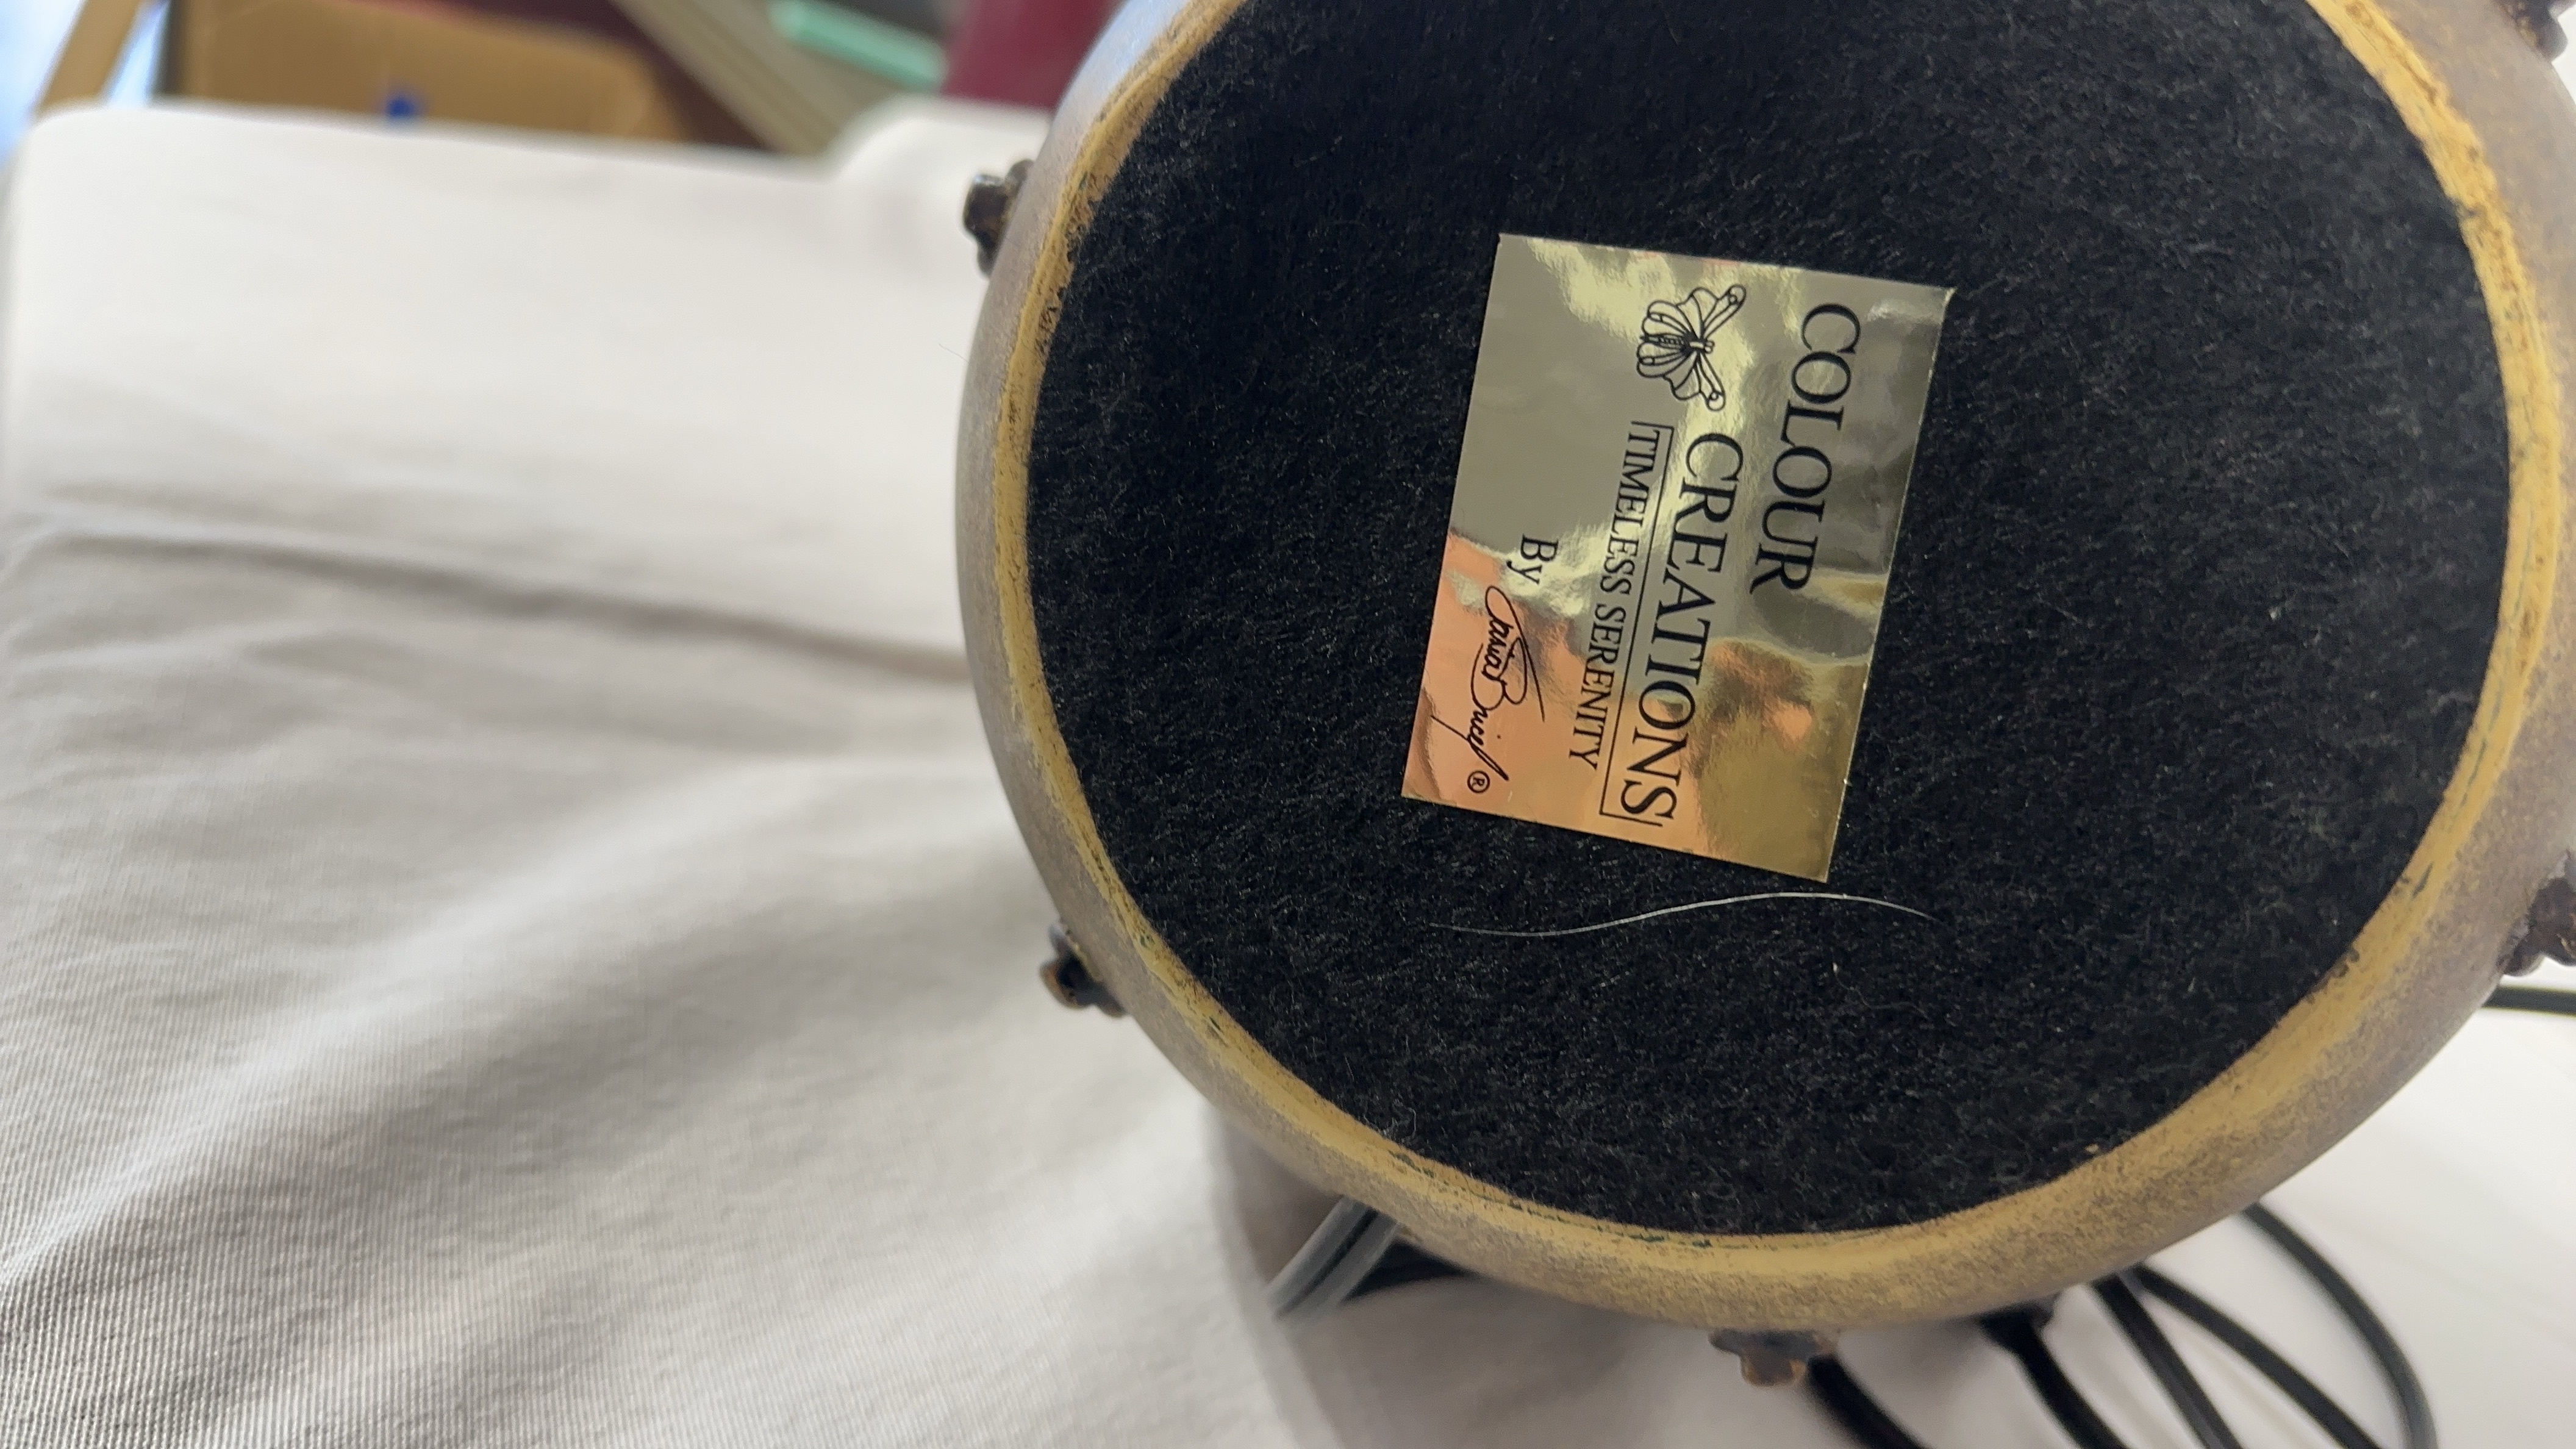 COLOUR
CREATIONS
TIMELESS SERENITY
By
®